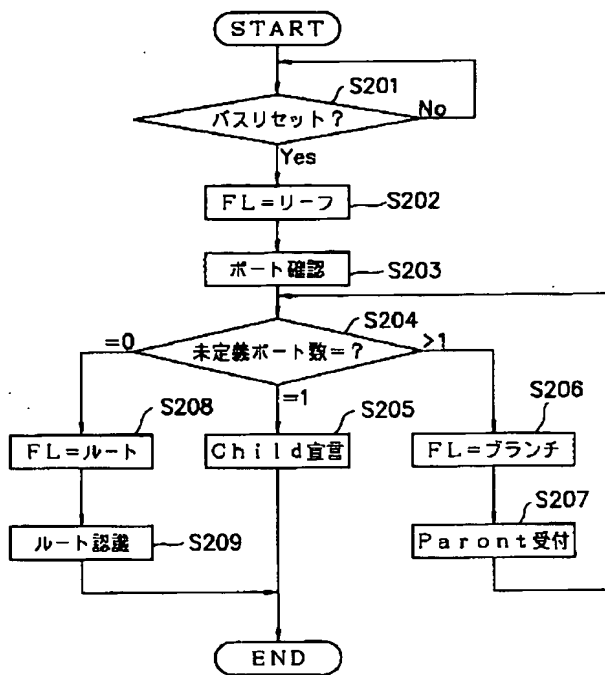 START
S201
バスリセット?
No
Yes
FL=リーフ
S202
ポート確認
S203
S204
=0
未定義ポート数=?
>1
=1
S208
S205
S206
FL=ルート
Child宣言
FL=ブランチ
S207
ルート認識
S209
Paront受付
END